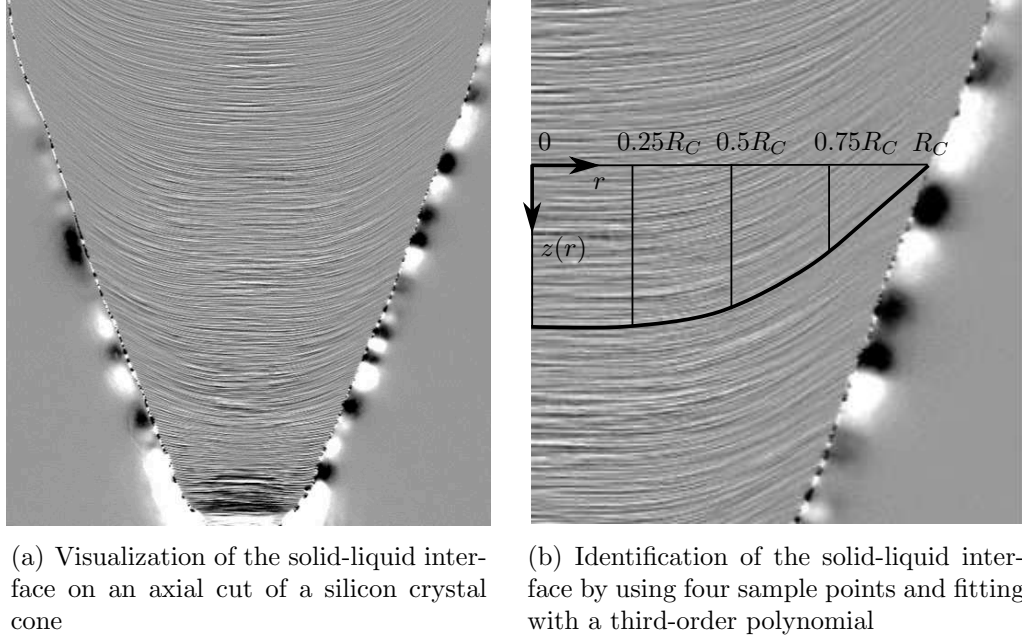 0 0.25R_C 0.5R_C 0.75R_C R_C
r
z(r)
(a) Visualization of the solid-liquid inter-
face on an axial cut of a silicon crystal
cone
(b) Identification of the solid-liquid inter-
face by using four sample points and fitting
with a third-order polynomial